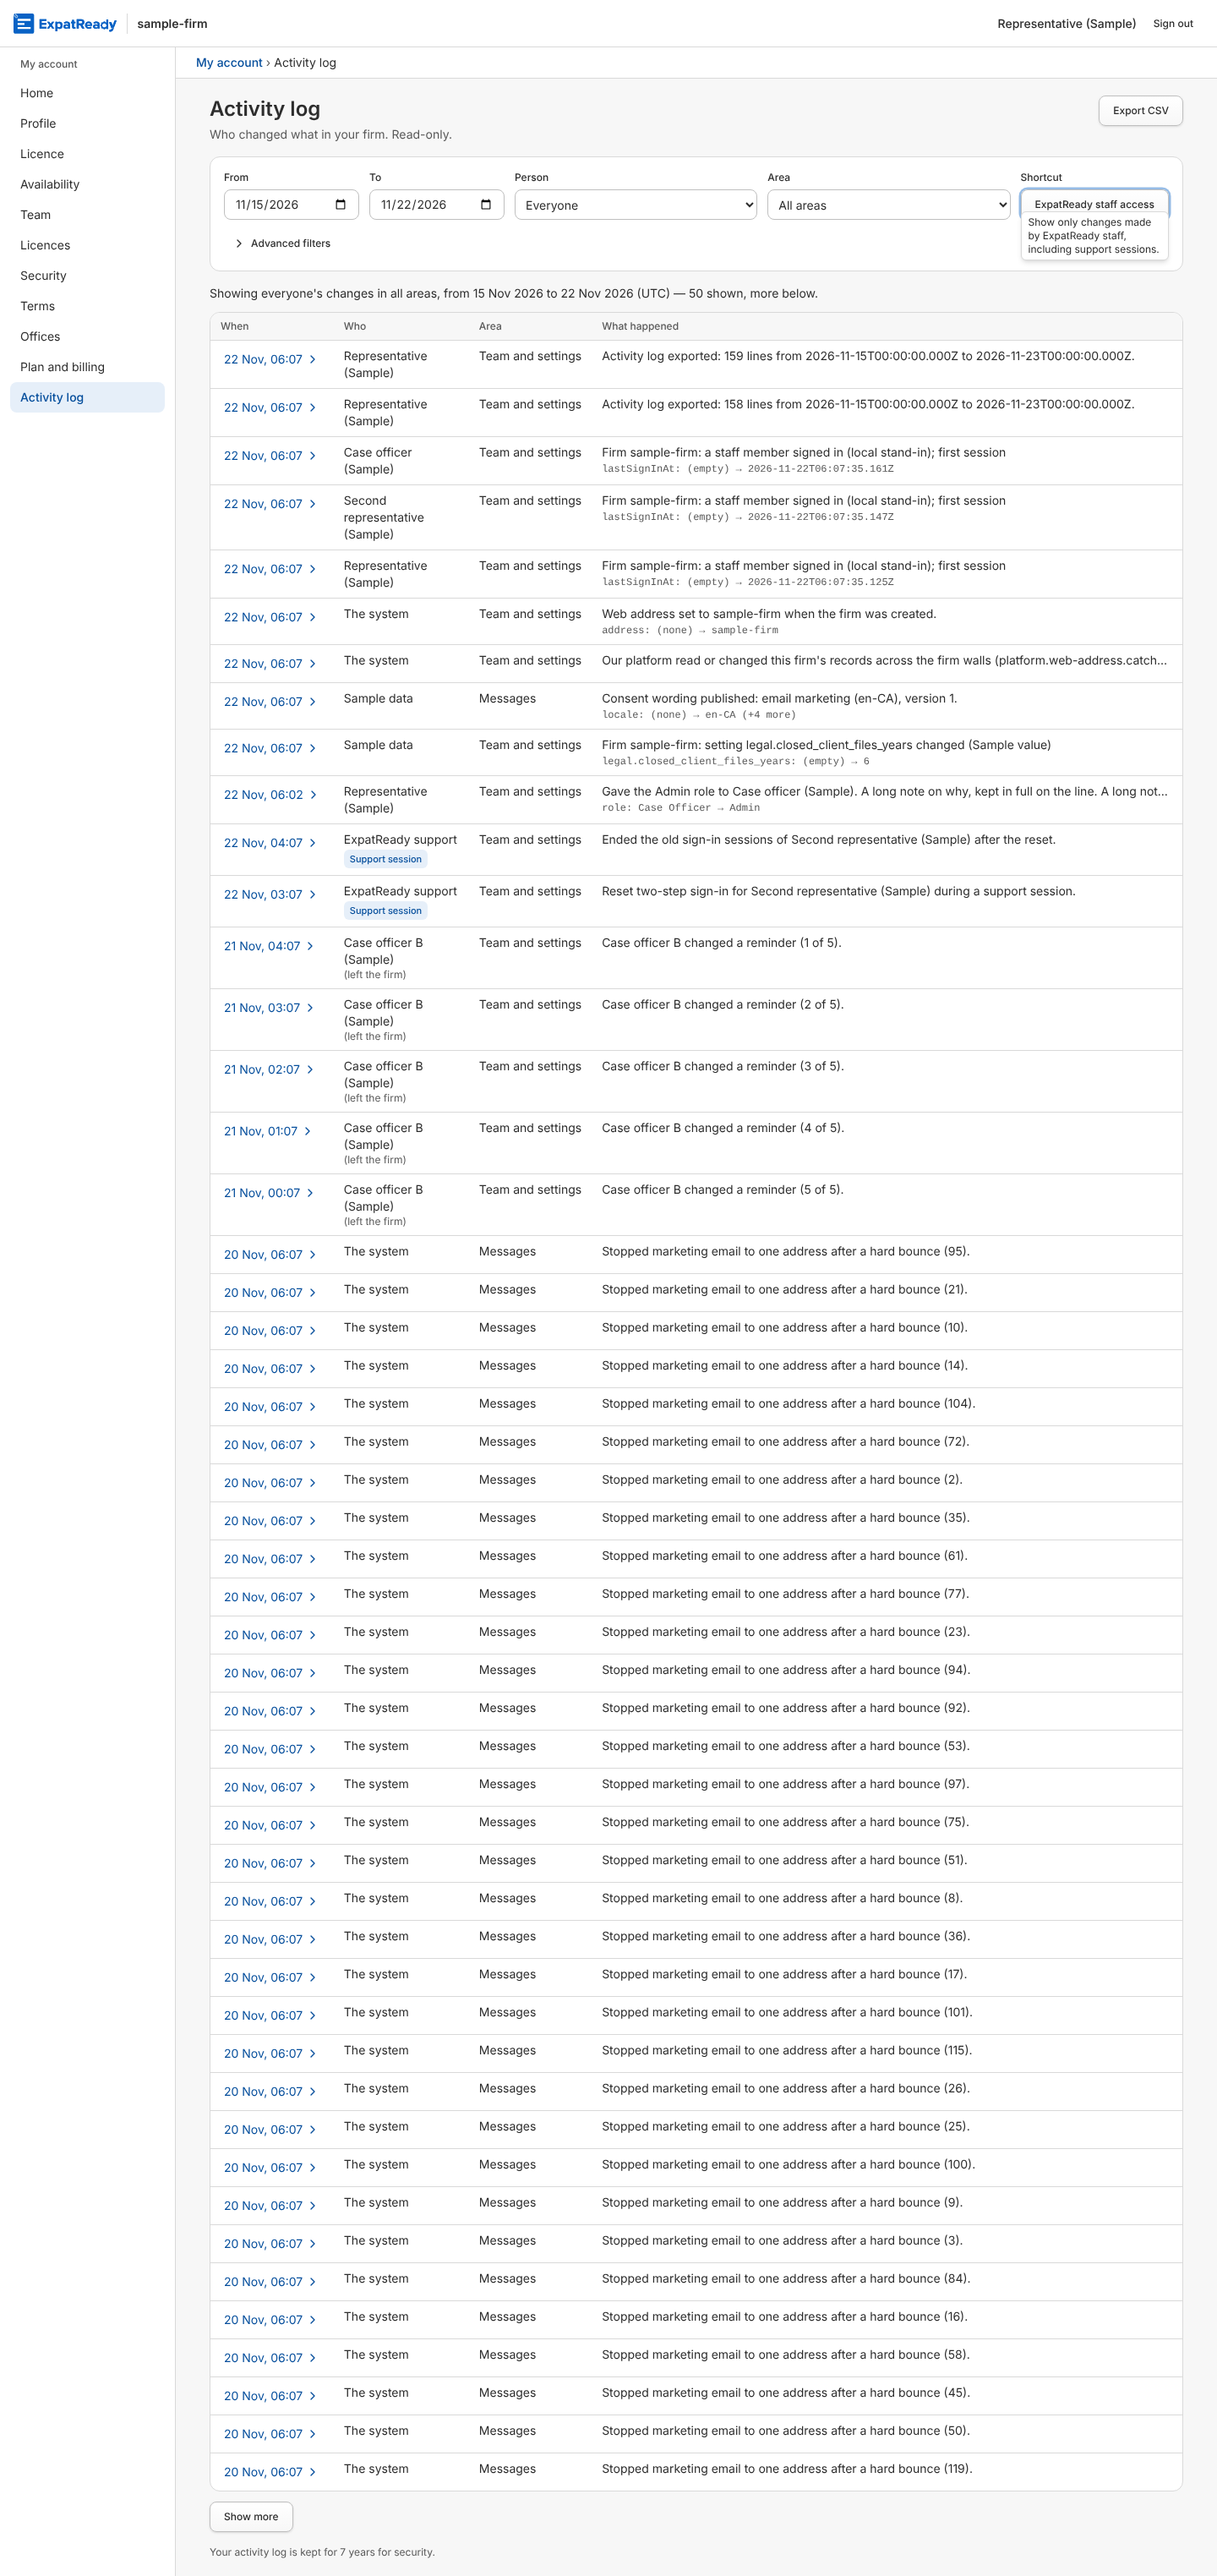 ExpatReady
sample-firm
Representative (Sample)
Sign out
My account
Home
Profile
Licence
Availability
Team
Licences
Security
Terms
Offices
Plan and billing
Activity log
My account › Activity log
Activity log
Export CSV
Who changed what in your firm. Read-only.
From
To
Person
Area
Shortcut
11/15/2026
11/22/2026
Everyone
All areas
ExpatReady staff access
Show only changes made
by ExpatReady staff,
including support sessions.
Advanced filters
Showing everyone's changes in all areas, from 15 Nov 2026 to 22 Nov 2026 (UTC) — 50 shown, more below.
When Who Area What happened
22 Nov, 06:07 Representative (Sample) Team and settings Activity log exported: 159 lines from 2026-11-15T00:00:00.000Z to 2026-11-23T00:00:00.000Z.
22 Nov, 06:07 Representative (Sample) Team and settings Activity log exported: 158 lines from 2026-11-15T00:00:00.000Z to 2026-11-23T00:00:00.000Z.
22 Nov, 06:07 Case officer (Sample) Team and settings Firm sample-firm: a staff member signed in (local stand-in); first session
lastSignInAt: (empty) → 2026-11-22T06:07:35.161Z
22 Nov, 06:07 Second representative (Sample) Team and settings Firm sample-firm: a staff member signed in (local stand-in); first session
lastSignInAt: (empty) → 2026-11-22T06:07:35.147Z
22 Nov, 06:07 Representative (Sample) Team and settings Firm sample-firm: a staff member signed in (local stand-in); first session
lastSignInAt: (empty) → 2026-11-22T06:07:35.125Z
22 Nov, 06:07 The system Team and settings Web address set to sample-firm when the firm was created.
address: (none) → sample-firm
22 Nov, 06:07 The system Team and settings Our platform read or changed this firm's records across the firm walls (platform.web-address.catch...
22 Nov, 06:07 Sample data Messages Consent wording published: email marketing (en-CA), version 1.
locale: (none) → en-CA (+4 more)
22 Nov, 06:07 Sample data Team and settings Firm sample-firm: setting legal.closed_client_files_years changed (Sample value)
legal.closed_client_files_years: (empty) → 6
22 Nov, 06:02 Representative (Sample) Team and settings Gave the Admin role to Case officer (Sample). A long note on why, kept in full on the line. A long not...
role: Case Officer → Admin
22 Nov, 04:07 ExpatReady support Team and settings Ended the old sign-in sessions of Second representative (Sample) after the reset.
Support session
22 Nov, 03:07 ExpatReady support Team and settings Reset two-step sign-in for Second representative (Sample) during a support session.
Support session
21 Nov, 04:07 Case officer B (Sample) Team and settings Case officer B changed a reminder (1 of 5).
(left the firm)
21 Nov, 03:07 Case officer B (Sample) Team and settings Case officer B changed a reminder (2 of 5).
(left the firm)
21 Nov, 02:07 Case officer B (Sample) Team and settings Case officer B changed a reminder (3 of 5).
(left the firm)
21 Nov, 01:07 Case officer B (Sample) Team and settings Case officer B changed a reminder (4 of 5).
(left the firm)
21 Nov, 00:07 Case officer B (Sample) Team and settings Case officer B changed a reminder (5 of 5).
(left the firm)
20 Nov, 06:07 The system Messages Stopped marketing email to one address after a hard bounce (95).
20 Nov, 06:07 The system Messages Stopped marketing email to one address after a hard bounce (21).
20 Nov, 06:07 The system Messages Stopped marketing email to one address after a hard bounce (10).
20 Nov, 06:07 The system Messages Stopped marketing email to one address after a hard bounce (14).
20 Nov, 06:07 The system Messages Stopped marketing email to one address after a hard bounce (104).
20 Nov, 06:07 The system Messages Stopped marketing email to one address after a hard bounce (72).
20 Nov, 06:07 The system Messages Stopped marketing email to one address after a hard bounce (2).
20 Nov, 06:07 The system Messages Stopped marketing email to one address after a hard bounce (35).
20 Nov, 06:07 The system Messages Stopped marketing email to one address after a hard bounce (61).
20 Nov, 06:07 The system Messages Stopped marketing email to one address after a hard bounce (77).
20 Nov, 06:07 The system Messages Stopped marketing email to one address after a hard bounce (23).
20 Nov, 06:07 The system Messages Stopped marketing email to one address after a hard bounce (94).
20 Nov, 06:07 The system Messages Stopped marketing email to one address after a hard bounce (92).
20 Nov, 06:07 The system Messages Stopped marketing email to one address after a hard bounce (53).
20 Nov, 06:07 The system Messages Stopped marketing email to one address after a hard bounce (97).
20 Nov, 06:07 The system Messages Stopped marketing email to one address after a hard bounce (75).
20 Nov, 06:07 The system Messages Stopped marketing email to one address after a hard bounce (51).
20 Nov, 06:07 The system Messages Stopped marketing email to one address after a hard bounce (8).
20 Nov, 06:07 The system Messages Stopped marketing email to one address after a hard bounce (36).
20 Nov, 06:07 The system Messages Stopped marketing email to one address after a hard bounce (17).
20 Nov, 06:07 The system Messages Stopped marketing email to one address after a hard bounce (101).
20 Nov, 06:07 The system Messages Stopped marketing email to one address after a hard bounce (115).
20 Nov, 06:07 The system Messages Stopped marketing email to one address after a hard bounce (26).
20 Nov, 06:07 The system Messages Stopped marketing email to one address after a hard bounce (25).
20 Nov, 06:07 The system Messages Stopped marketing email to one address after a hard bounce (100).
20 Nov, 06:07 The system Messages Stopped marketing email to one address after a hard bounce (9).
20 Nov, 06:07 The system Messages Stopped marketing email to one address after a hard bounce (3).
20 Nov, 06:07 The system Messages Stopped marketing email to one address after a hard bounce (84).
20 Nov, 06:07 The system Messages Stopped marketing email to one address after a hard bounce (16).
20 Nov, 06:07 The system Messages Stopped marketing email to one address after a hard bounce (58).
20 Nov, 06:07 The system Messages Stopped marketing email to one address after a hard bounce (45).
20 Nov, 06:07 The system Messages Stopped marketing email to one address after a hard bounce (50).
20 Nov, 06:07 The system Messages Stopped marketing email to one address after a hard bounce (119).
Show more
Your activity log is kept for 7 years for security.